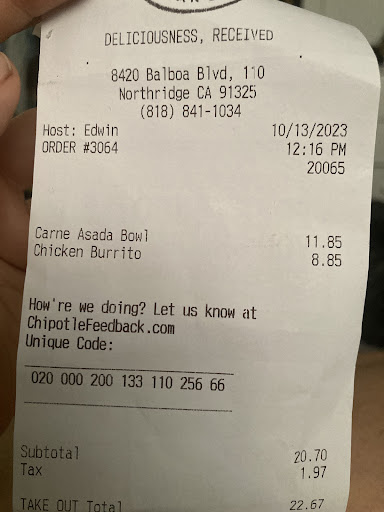 DELICIOUSNESS, RECEIVED
8420 Balboa Blvd, 110
Northridge CA 91325
(818) 841-1034
Host: Edwin 10/13/2023
ORDER #3064 12:16 PM
20065
Carne Asada Bowl 11.85
Chicken Burrito 8.85
How're we doing? Let us know at
ChipotleFeedback.com
Unique Code:
020 000 200 133 110 256 66
Subtotal 20.70
Tax 1.97
TAKE OUT Total 22.67